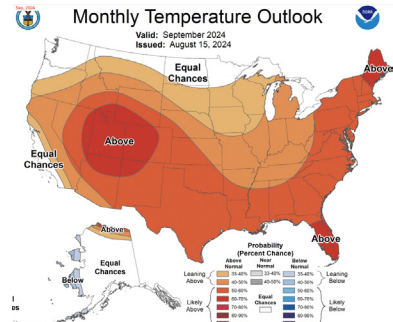 Sep. 2024
Monthly Temperature Outlook
Valid: September 2024
Issued: August 15, 2024
NOAA
Equal
Chances
Above
Above
Equal
Chances
Above
Above
Equal
Chances
Below
Probability
(Percent Chance)
Above
Normal
Near
Normal
Below
Normal
Leaning
Above
33-40%
33-40%
33-40%
Leaning
Below
40-50%
40-50%
40-50%
50-60%
50-60%
Likely
Above
60-70%
Equal
Chances
60-70%
Likely
Below
70-80%
70-80%
80-90%
80-90%